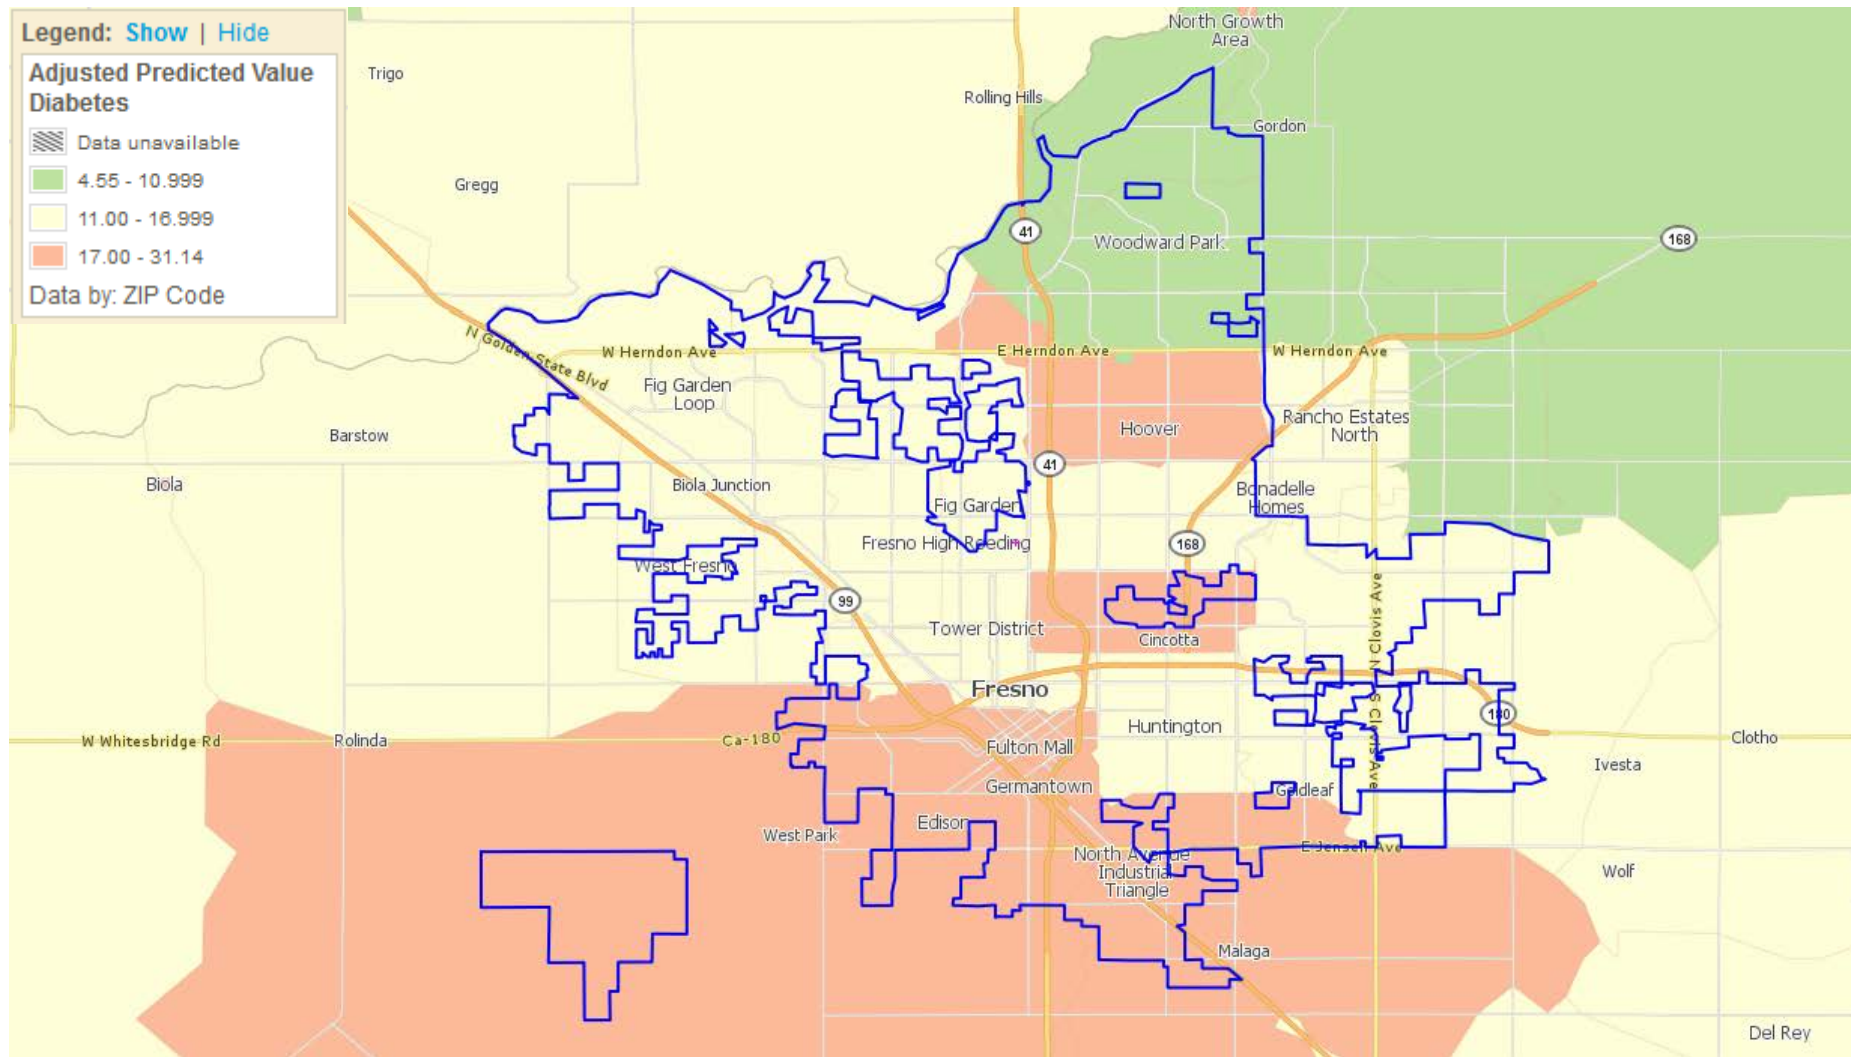 Legend: Show | Hide
Adjusted Predicted Value
Diabetes
Data unavailable
4.55 - 10.999
11.00 - 16.999
17.00 - 31.14
Data by: ZIP Code
North Growth
Area
Trigo
Rolling Hills
Gordon
Gregg
41
Woodward Park
168
N Golden State Blvd
W Herndon Ave
E Herndon Ave
W Herndon Ave
Fig Garden
Loop
Barstow
Hoover
Rancho Estates
North
41
Biola
Biola Junction
Bonadelle
Homes
Fig Garden
Fresno High Roeding
168
West Fresno
99
N Clovis Ave
Tower District
Cincotta
Fresno
S Clovis Ave
180
W Whitesbridge Rd
Rolinda
Ca-180
Huntington
Fulton Mall
Clotho
Ivesta
Germantown
Goldleaf
West Park
Edison
E Jensen Ave
North Avenue
Industrial
Triangle
Wolf
Malaga
Del Rey